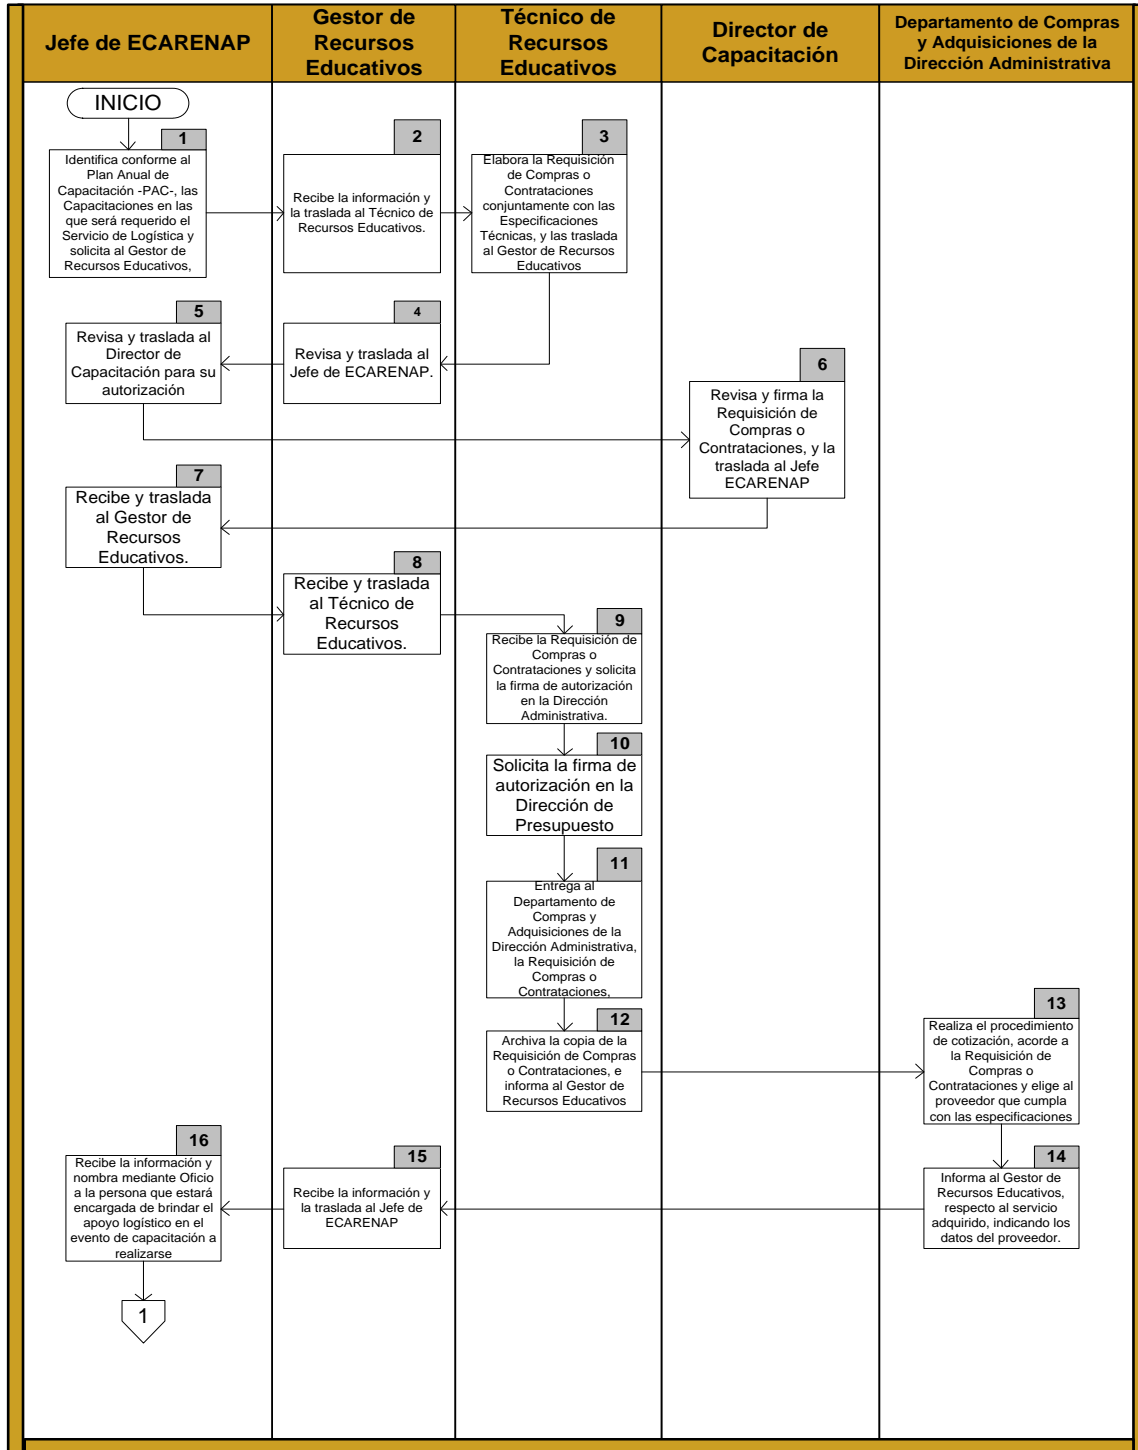 Jefe de ECARENAP
Gestor de
Recursos
Educativos
Técnico de
Recursos
Educativos
Director de
Capacitación
Departamento de Compras
y Adquisiciones de la
Dirección Administrativa
INICIO
1
Identifica conforme al
Plan Anual de
Capacitación -PAC-, las
Capacitaciones en las
que será requerido el
Servicio de Logística y
solicita al Gestor de
Recursos Educativos,
2
Recibe la información y
la traslada al Técnico de
Recursos Educativos.
3
Elabora la Requisición
de Compras o
Contrataciones
conjuntamente con las
Especificaciones
Técnicas, y las traslada
al Gestor de Recursos
Educativos
5
Revisa y traslada al
Director de
Capacitación para su
autorización
4
Revisa y traslada al
Jefe de ECARENAP.
6
Revisa y firma la
Requisición de
Compras o
Contrataciones, y la
traslada al Jefe
ECARENAP
7
Recibe y traslada
al Gestor de
Recursos
Educativos.
8
Recibe y traslada
al Técnico de
Recursos
Educativos.
9
Recibe la Requisición de
Compras o
Contrataciones y solicita
la firma de autorización
en la Dirección
Administrativa.
10
Solicita la firma de
autorización en la
Dirección de
Presupuesto
11
Entrega al
Departamento de
Compras y
Adquisiciones de la
Dirección Administrativa,
la Requisición de
Compras o
Contrataciones,
12
Archiva la copia de la
Requisición de Compras
o Contrataciones, e
informa al Gestor de
Recursos Educativos
13
Realiza el procedimiento
de cotización, acorde a
la Requisición de
Compras o
Contrataciones y elige al
proveedor que cumpla
con las especificaciones
16
Recibe la información y
nombra mediante Oficio
a la persona que estará
encargada de brindar el
apoyo logístico en el
evento de capacitación a
realizarse
15
Recibe la información y
la traslada al Jefe de
ECARENAP
14
Informa al Gestor de
Recursos Educativos,
respecto al servicio
adquirido, indicando los
datos del proveedor.
1